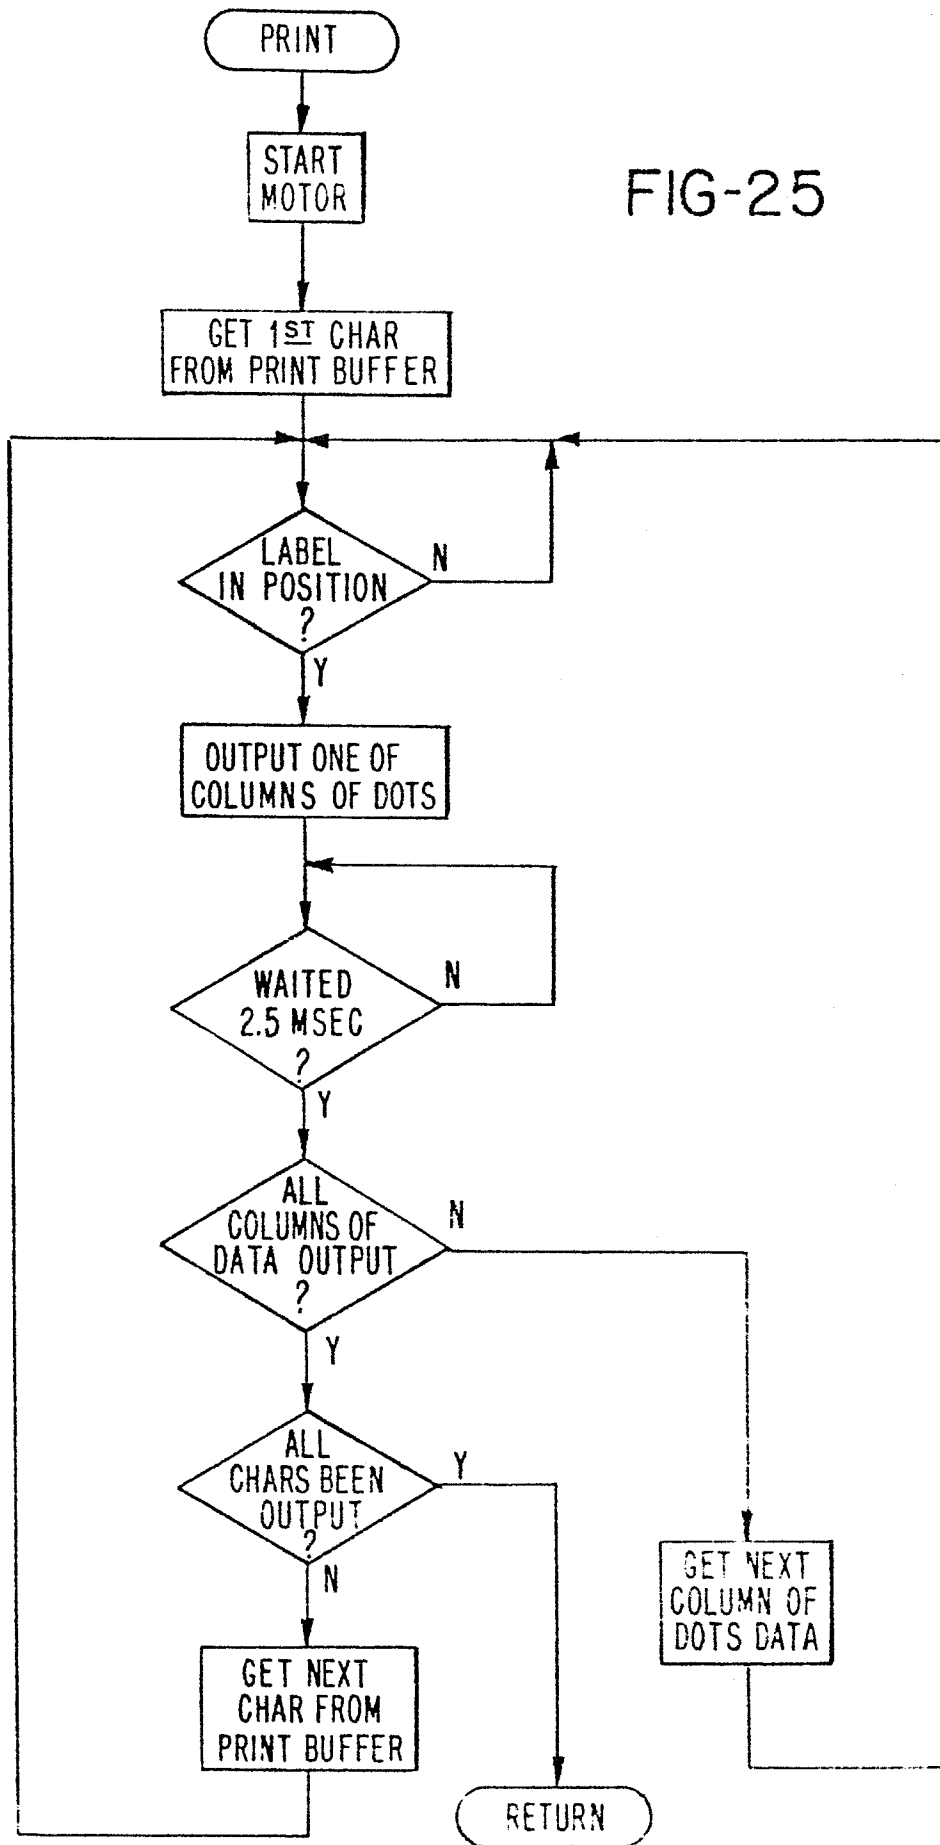 PRINT
START
MOTOR
FIG-25
GET 1ST CHAR
FROM PRINT BUFFER
LABEL
IN POSITION
?
N
Y
OUTPUT ONE OF
COLUMNS OF DOTS
WAITED
2.5 MSEC
?
N
Y
ALL
COLUMNS OF
DATA OUTPUT
?
N
Y
ALL
CHARS BEEN
OUTPUT
?
Y
N
GET NEXT
COLUMN OF
DOTS DATA
GET NEXT
CHAR FROM
PRINT BUFFER
RETURN